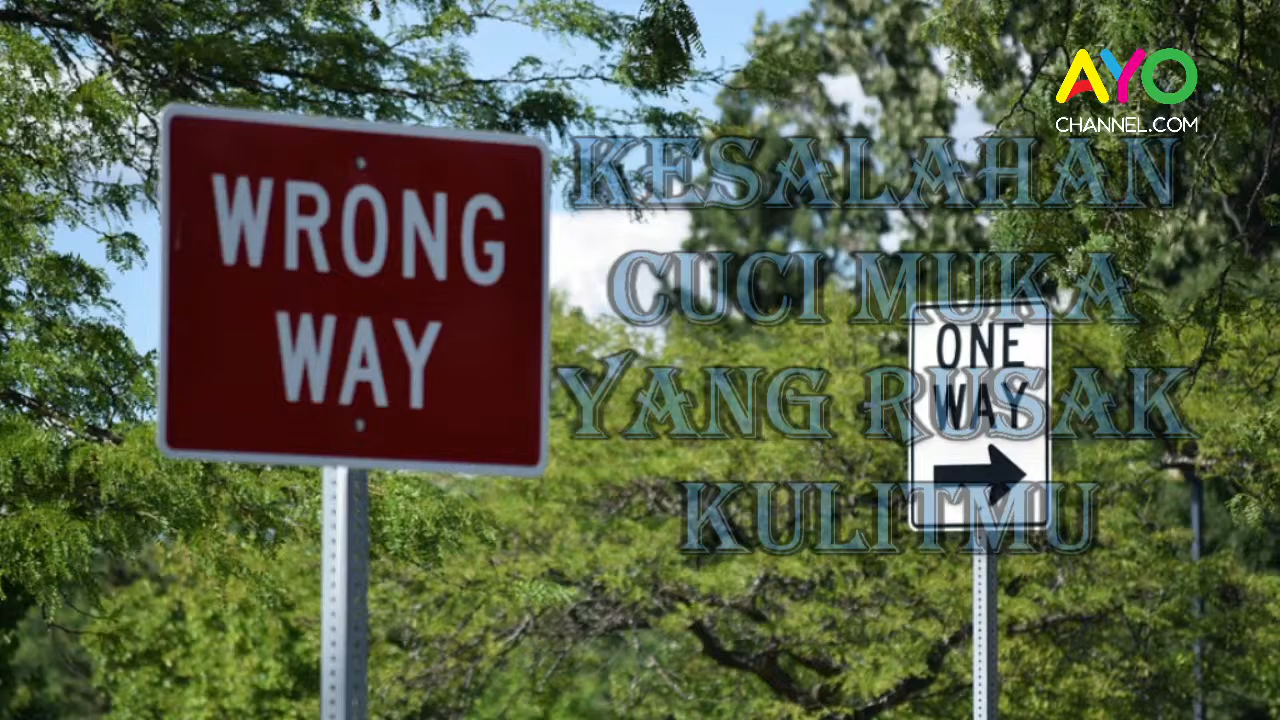 AYO
CHANNEL.COM
WRONG
WAY
KESALAHAN
CUCI MUKA
YANG RUSAK
KULITMU
ONE
WAY